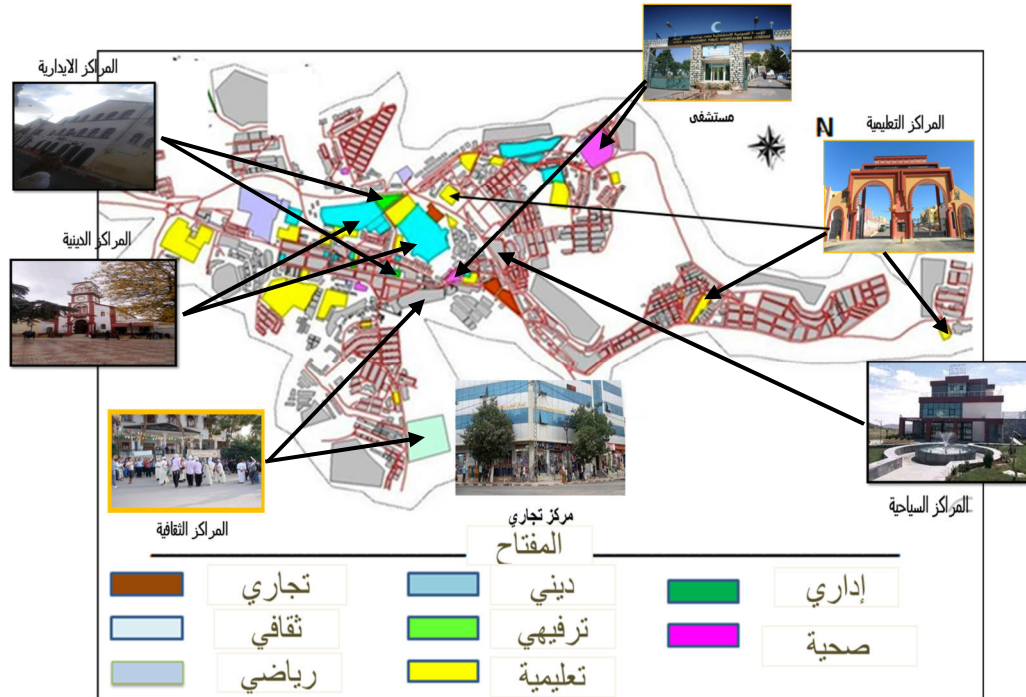 المراكز الايدارية
مستشفى
N
المراكز التعليمية
المراكز الدينية
المراكز السياحية
المراكز الثقافية
مركز تجاري
المفتاح
إداري
ديني
تجاري
صحية
ترفيهي
ثقافي
تعليمية
رياضي